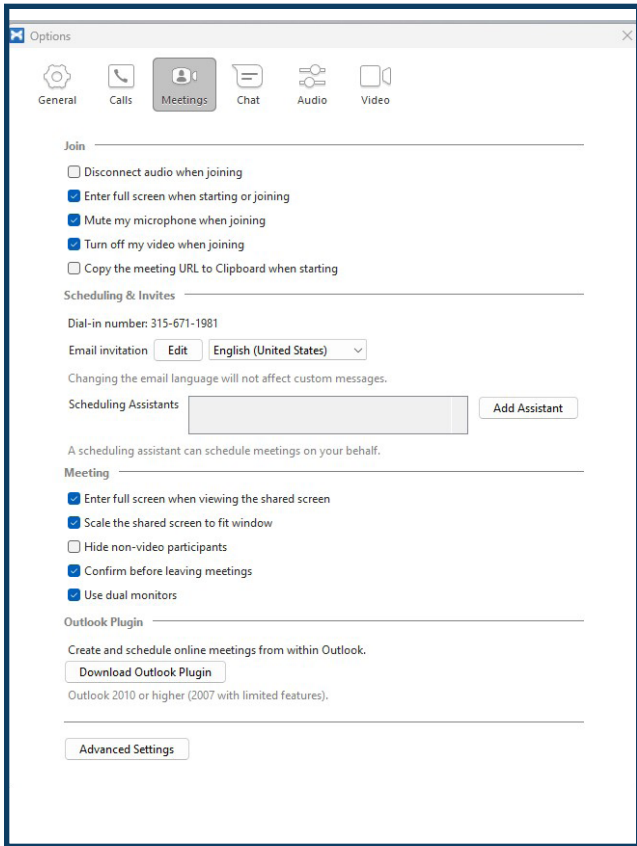 Options
General Calls Meetings Chat Audio Video
Join
Disconnect audio when joining
Enter full screen when starting or joining
Mute my microphone when joining
Turn off my video when joining
Copy the meeting URL to Clipboard when starting
Scheduling & Invites
Dial-in number: 315-671-1981
Email invitation Edit English (United States)
Changing the email language will not affect custom messages.
Scheduling Assistants Add Assistant
A scheduling assistant can schedule meetings on your behalf.
Meeting
Enter full screen when viewing the shared screen
Scale the shared screen to fit window
Hide non-video participants
Confirm before leaving meetings
Use dual monitors
Outlook Plugin
Create and schedule online meetings from within Outlook.
Download Outlook Plugin
Outlook 2010 or higher (2007 with limited features).
Advanced Settings